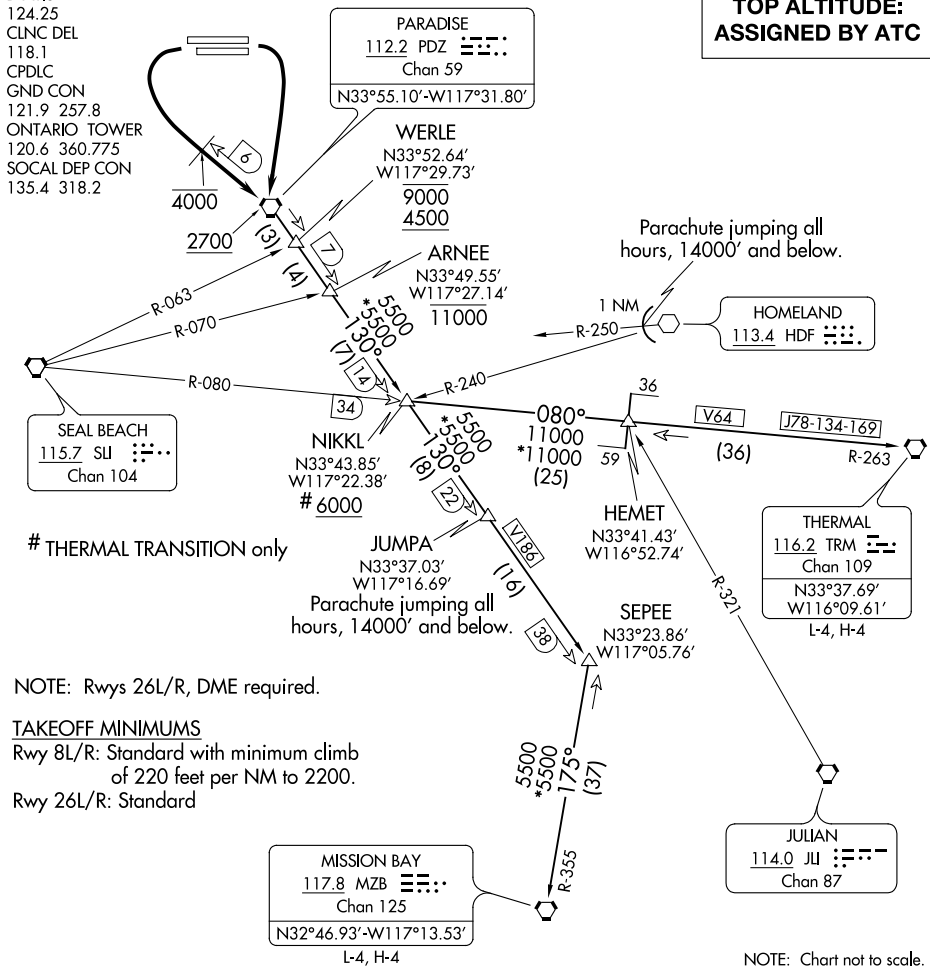 124.25
CLNC DEL
118.1
CPDLC
GND CON
121.9 257.8
ONTARIO TOWER
120.6 360.775
SOCAL DEP CON
135.4 318.2
TOP ALTITUDE:
ASSIGNED BY ATC
PARADISE
112.2 PDZ
Chan 59
N33°55.10'-W117°31.80'
6
4000
2700
WERLE
N33°52.64'
W117°29.73'
9000
4500
(3)
7
(4)
ARNEE
N33°49.55'
W117°27.14'
11000
R-063
R-070
R-080
34
5500
*5500
130°
(7)
14
Parachute jumping all
hours, 14000' and below.
1 NM
R-250
R-240
HOMELAND
113.4 HDF
SEAL BEACH
115.7 SLI
Chan 104
NIKKL
N33°43.85'
W117°22.38'
# 6000
# THERMAL TRANSITION only
080°
11000
*11000
(25)
36
59
V64
J78-134-169
(36)
R-263
HEMET
N33°41.43'
W116°52.74'
THERMAL
116.2 TRM
Chan 109
N33°37.69'
W116°09.61'
L-4, H-4
5500
*5500
130°
(8)
22
JUMPA
N33°37.03'
W117°16.69'
Parachute jumping all
hours, 14000' and below.
V186
(16)
38
SEPEE
N33°23.86'
W117°05.76'
R-321
NOTE: Rwys 26L/R, DME required.
TAKEOFF MINIMUMS
Rwy 8L/R: Standard with minimum climb
of 220 feet per NM to 2200.
Rwy 26L/R: Standard
5500
*5500
175°
(37)
R-355
JULIAN
114.0 JLI
Chan 87
MISSION BAY
117.8 MZB
Chan 125
N32°46.93'-W117°13.53'
L-4, H-4
NOTE: Chart not to scale.